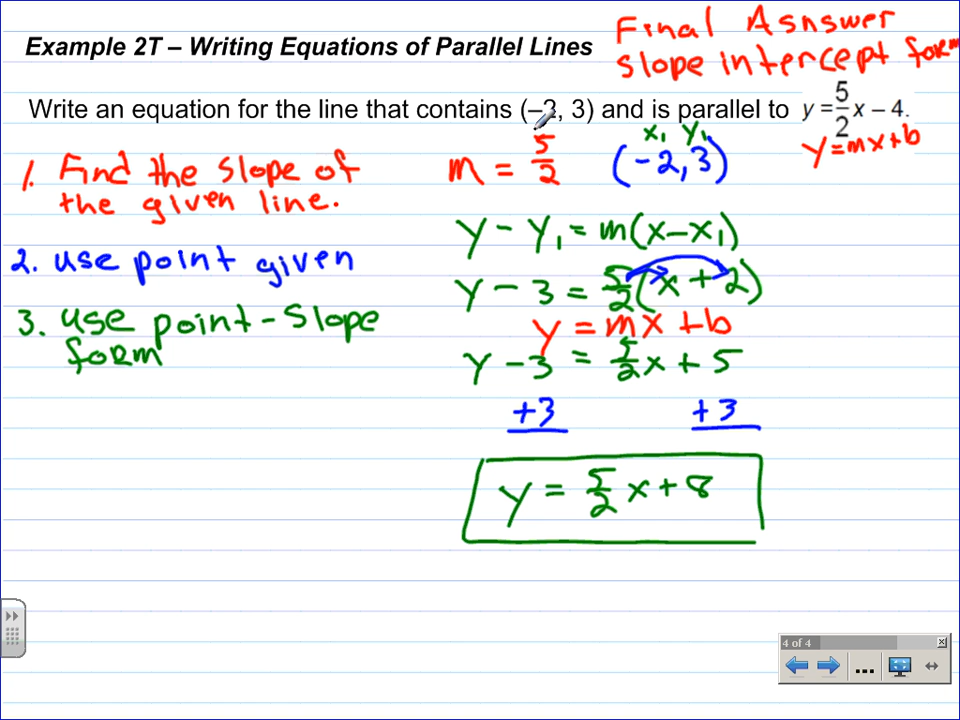 Final Asnswer
slope intercept form
Example 2T – Writing Equations of Parallel Lines
Write an equation for the line that contains (–2, 3) and is parallel to y = 5/2 x – 4.
y = mx + b
1. Find the slope of
the given line.
2. use point given
3. use point-slope
form
m = 5/2
x₁ y₁
(-2, 3)
y - y₁ = m(x - x₁)
y - 3 = 5/2 (x + 2)
y = mx + b
y - 3 = 5/2 x + 5
+3 +3
y = 5/2 x + 8
4 of 4